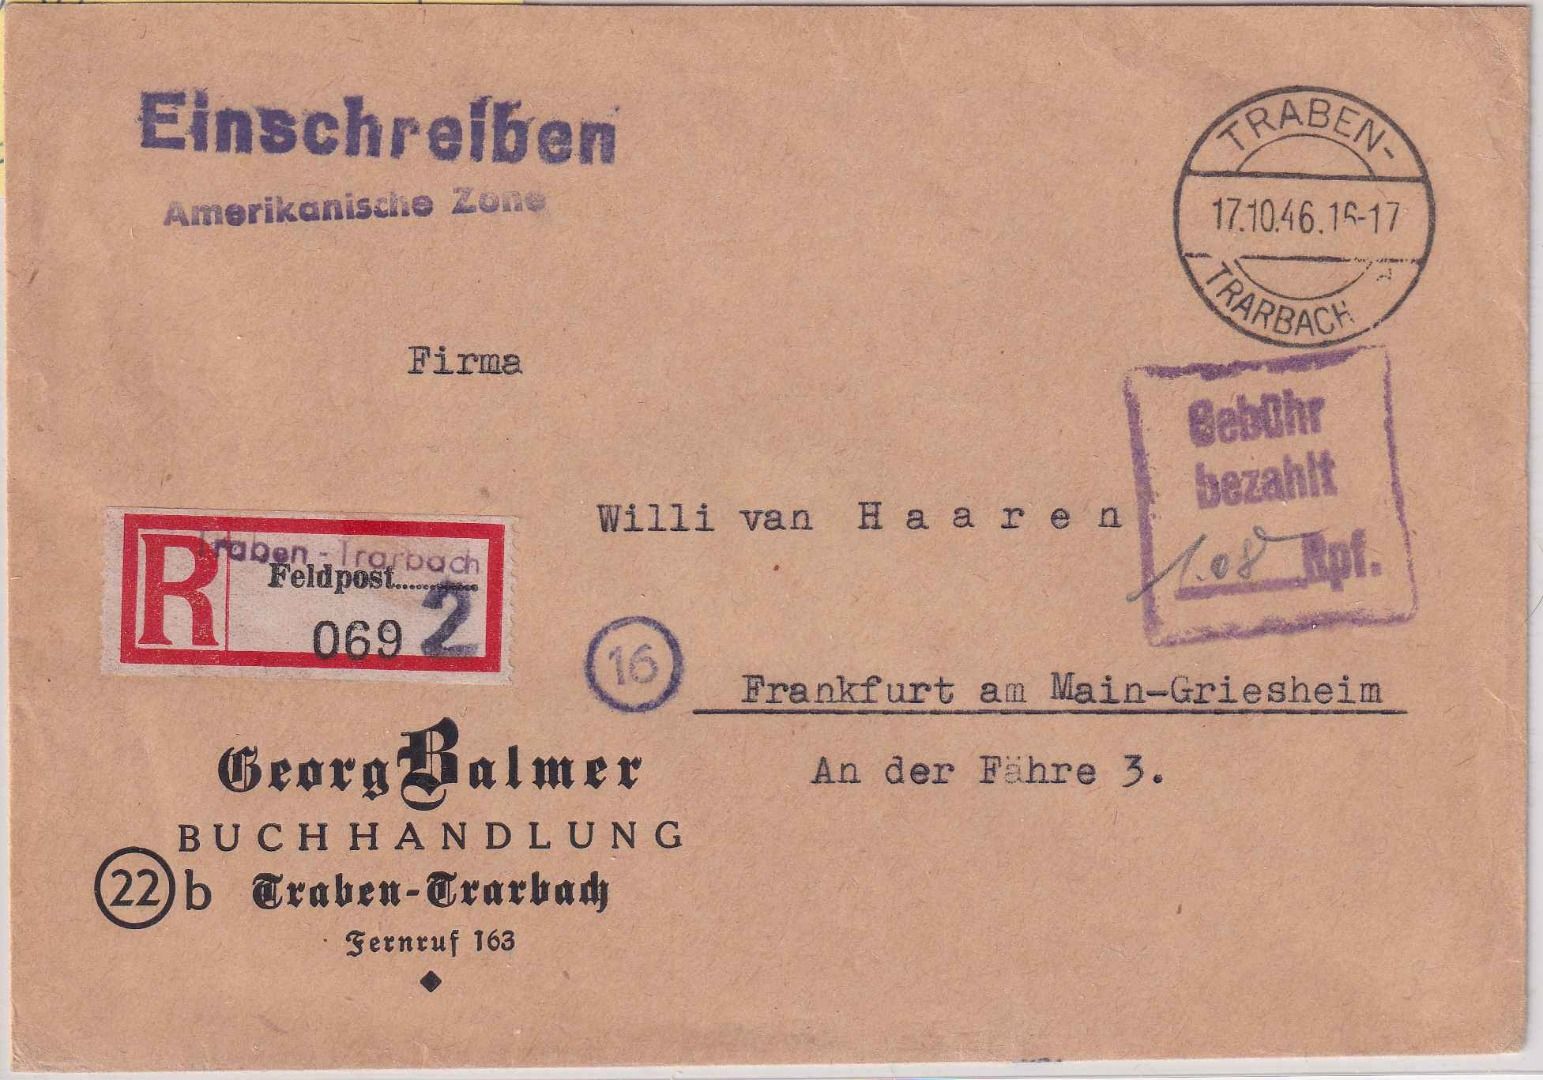 Einschreiben
Amerikanische Zone
TRABEN-
17.10.46.16-17
TRARBACH
Firma
Gebühr
bezahlt
1.08 Rpf.
Willi van Haaren
R
Traben-Trarbach
Feldpost............
069 2
16
Frankfurt am Main-Griesheim
An der Fähre 3.
Georg Balmer
BUCHHANDLUNG
22 b Traben-Trarbach
Fernruf 163